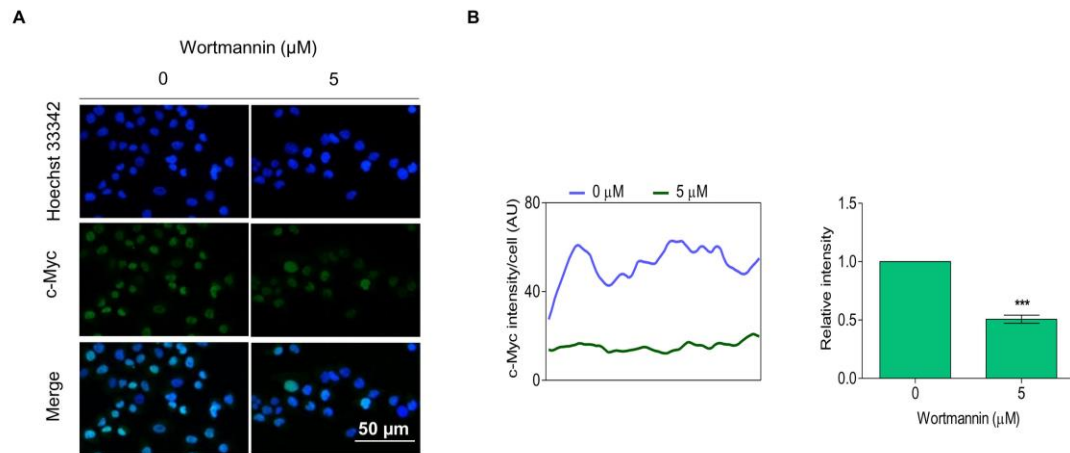 A
Wortmannin (µM)
0 5
Hoechst 33342
c-Myc
Merge
50 µm
B
0 µM 5 µM
c-Myc intensity/cell (AU)
80
40
0
Relative intensity
1.5
1.0
0.5
0.0
***
0 5
Wortmannin (µM)